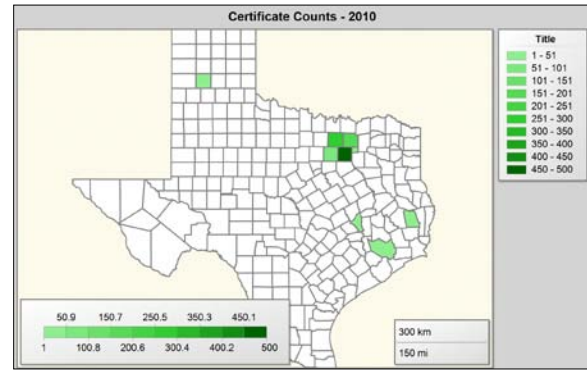 Certificate Counts - 2010
Title
1 - 51
51 - 101
101 - 151
151 - 201
201 - 251
251 - 300
300 - 350
350 - 400
400 - 450
450 - 500
50.9 150.7 250.5 350.3 450.1
1 100.8 200.6 300.4 400.2 500
300 km
150 mi